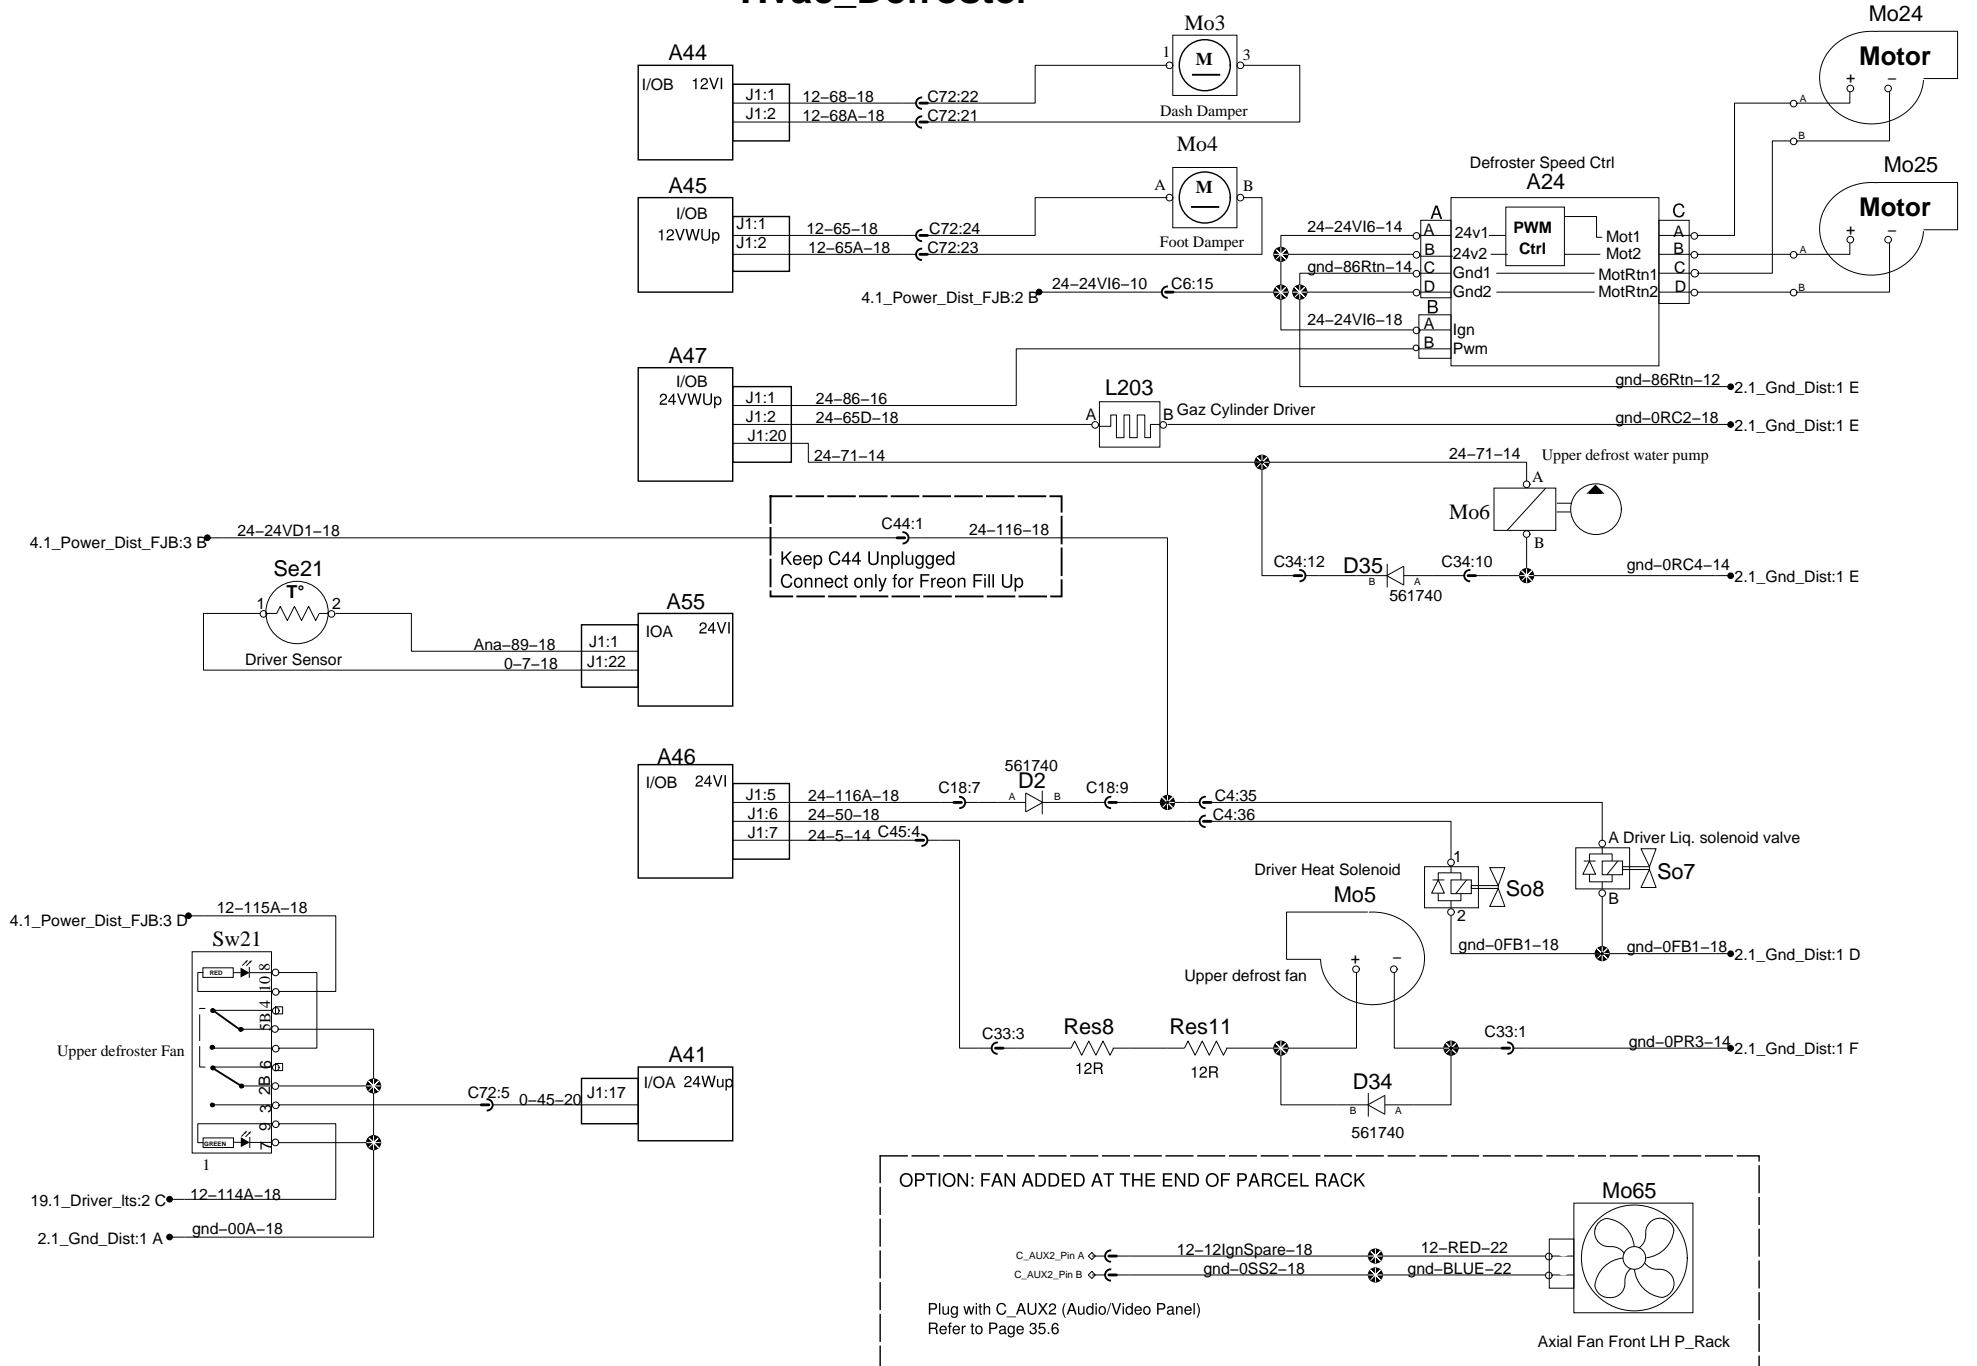 Hvac_Defroster
Mo24
Motor
+ −
A
B
Mo25
Motor
+ −
A
B
A44
I/OB 12VI
J1:1 12−68−18 C72:22
J1:2 12−68A−18 C72:21
Mo3
1 M 3
Dash Damper
A45
I/OB
12VWUp
J1:1 12−65−18 C72:24
J1:2 12−65A−18 C72:23
Mo4
A M B
Foot Damper
Defroster Speed Ctrl
A24
A C
24−24VI6−14 A 24v1 PWM Mot1 A
B 24v2 Ctrl Mot2 B
gnd−86Rtn−14 C Gnd1 MotRtn1 C
D Gnd2 MotRtn2 D
B
24−24VI6−18 A Ign
B Pwm
4.1_Power_Dist_FJB:2 B 24−24VI6−10 C6:15
gnd−86Rtn−12 2.1_Gnd_Dist:1 E
A47
I/OB
24VWUp
J1:1 24−86−16
J1:2 24−65D−18
J1:20
24−71−14
L203
A B Gaz Cylinder Driver
gnd−0RC2−18 2.1_Gnd_Dist:1 E
24−71−14 Upper defrost water pump
A
Mo6
B
C34:12 D35 C34:10
B A
561740
gnd−0RC4−14 2.1_Gnd_Dist:1 E
4.1_Power_Dist_FJB:3 B 24−24VD1−18
C44:1 24−116−18
Keep C44 Unplugged
Connect only for Freon Fill Up
Se21
T°
1 2
Driver Sensor
A55
IOA 24VI
Ana−89−18 J1:1
0−7−18 J1:22
A46
I/OB 24VI
J1:5 24−116A−18 C18:7
561740
D2
A B
C18:9 C4:35
J1:6 24−50−18 C4:36
J1:7 24−5−14 C45:4
A Driver Liq. solenoid valve
So7
B
Driver Heat Solenoid
1
So8
2
gnd−0FB1−18 gnd−0FB1−18 2.1_Gnd_Dist:1 D
Mo5
+ −
Upper defrost fan
C33:3 Res8 Res11 C33:1
12R 12R
gnd−0PR3−14 2.1_Gnd_Dist:1 F
D34
B A
561740
4.1_Power_Dist_FJB:3 D 12−115A−18
Sw21
RED 8
10
4
5B
Upper defroster Fan
6
2B
3
9
GREEN 7
1
C72:5 0−45−20
A41
J1:17 I/OA 24Wup
19.1_Driver_lts:2 C 12−114A−18
2.1_Gnd_Dist:1 A gnd−00A−18
OPTION: FAN ADDED AT THE END OF PARCEL RACK
Mo65
C_AUX2_Pin A 12−12IgnSpare−18 12−RED−22
C_AUX2_Pin B gnd−0SS2−18 gnd−BLUE−22
Plug with C_AUX2 (Audio/Video Panel)
Refer to Page 35.6
Axial Fan Front LH P_Rack